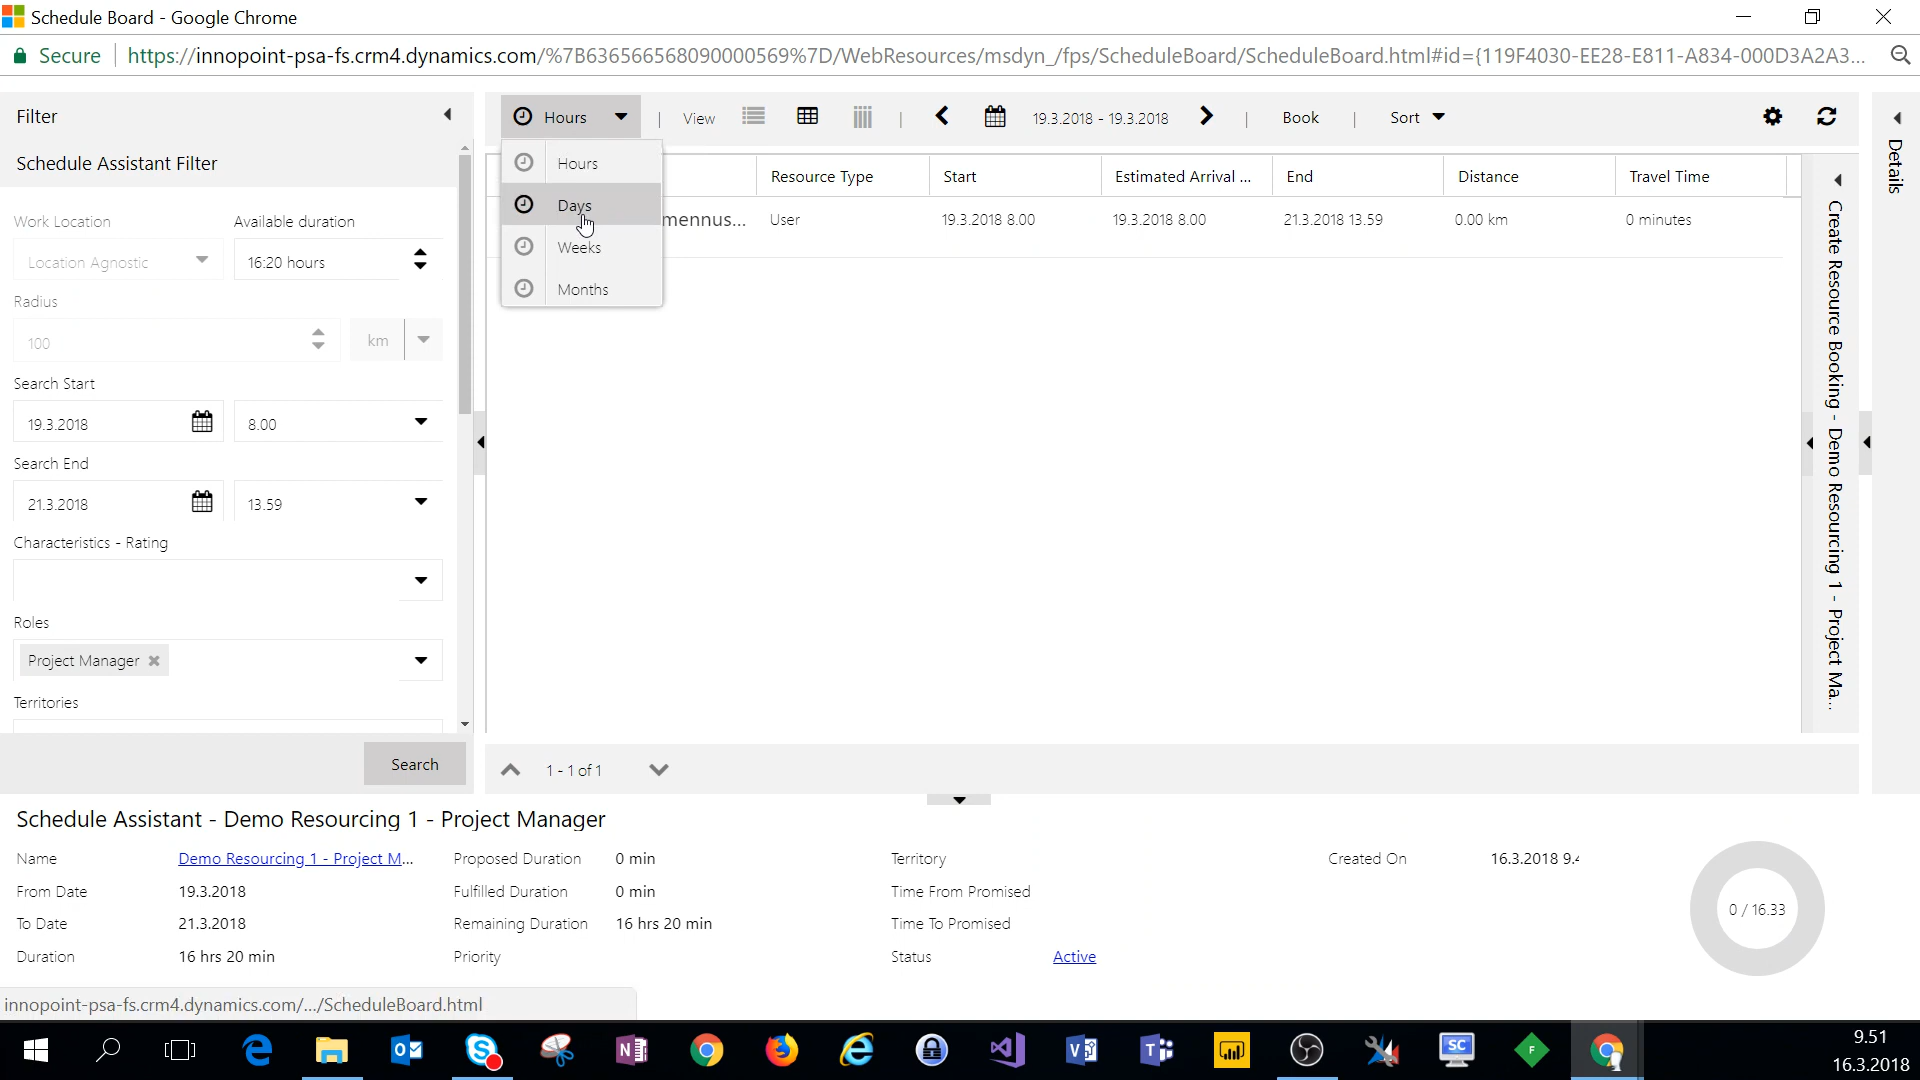 Schedule Board - Google Chrome
Secure https://innopoint-psa-fs.crm4.dynamics.com/%7B636566568090000569%7D/WebResources/msdyn_/fps/ScheduleBoard/ScheduleBoard.html#id={119F4030-EE28-E811-A834-000D3A2A3...
Filter
Hours View 19.3.2018 - 19.3.2018 Book Sort
Details
Schedule Assistant Filter
Hours
Days
Weeks
Months
Resource Type Start Estimated Arrival ... End Distance Travel Time
mennus... User 19.3.2018 8.00 19.3.2018 8.00 21.3.2018 13.59 0.00 km 0 minutes
Create Resource Booking - Demo Resourcing 1 - Project Ma...
Work Location Available duration
Location Agnostic 16:20 hours
Radius
100 km
Search Start
19.3.2018 8.00
Search End
21.3.2018 13.59
Characteristics - Rating
Roles
Project Manager
Territories
Search
1 - 1 of 1
Schedule Assistant - Demo Resourcing 1 - Project Manager
Name Demo Resourcing 1 - Project M... Proposed Duration 0 min Territory Created On 16.3.2018 9.4
From Date 19.3.2018 Fulfilled Duration 0 min Time From Promised
0 / 16.33
To Date 21.3.2018 Remaining Duration 16 hrs 20 min Time To Promised
Duration 16 hrs 20 min Priority Status Active
innopoint-psa-fs.crm4.dynamics.com/.../ScheduleBoard.html
9.51
16.3.2018